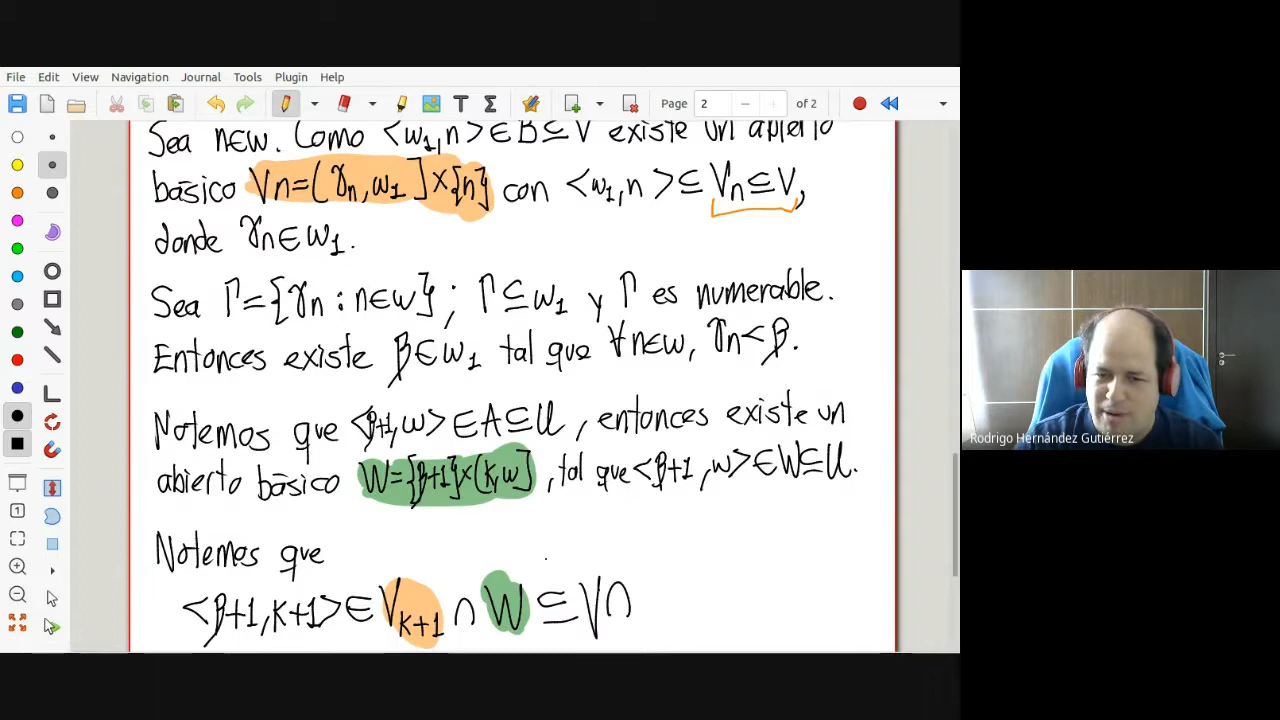 File Edit View Navigation Journal Tools Plugin Help
Page 2 of 2
Sea n∈ω. Como <ω₁,n>∈B⊆V existe un abierto
básico Vn=(γn,ω₁]×{n} con <ω₁,n>⊆Vn⊆V,
donde γn∈ω₁.
Sea Γ={γn : n∈ω}; Γ⊆ω₁ y Γ es numerable.
Entonces existe β∈ω₁ tal que ∀n∈ω, γn<β.
Notemos que <β+1,ω>∈A⊆U, entonces existe un
abierto básico W={β+1}×(k,ω], tal que <β+1,ω>∈W⊆U.
Notemos que
<β+1,k+1>∈V_{k+1}∩W⊆V∩
Rodrigo Hernández Gutiérrez